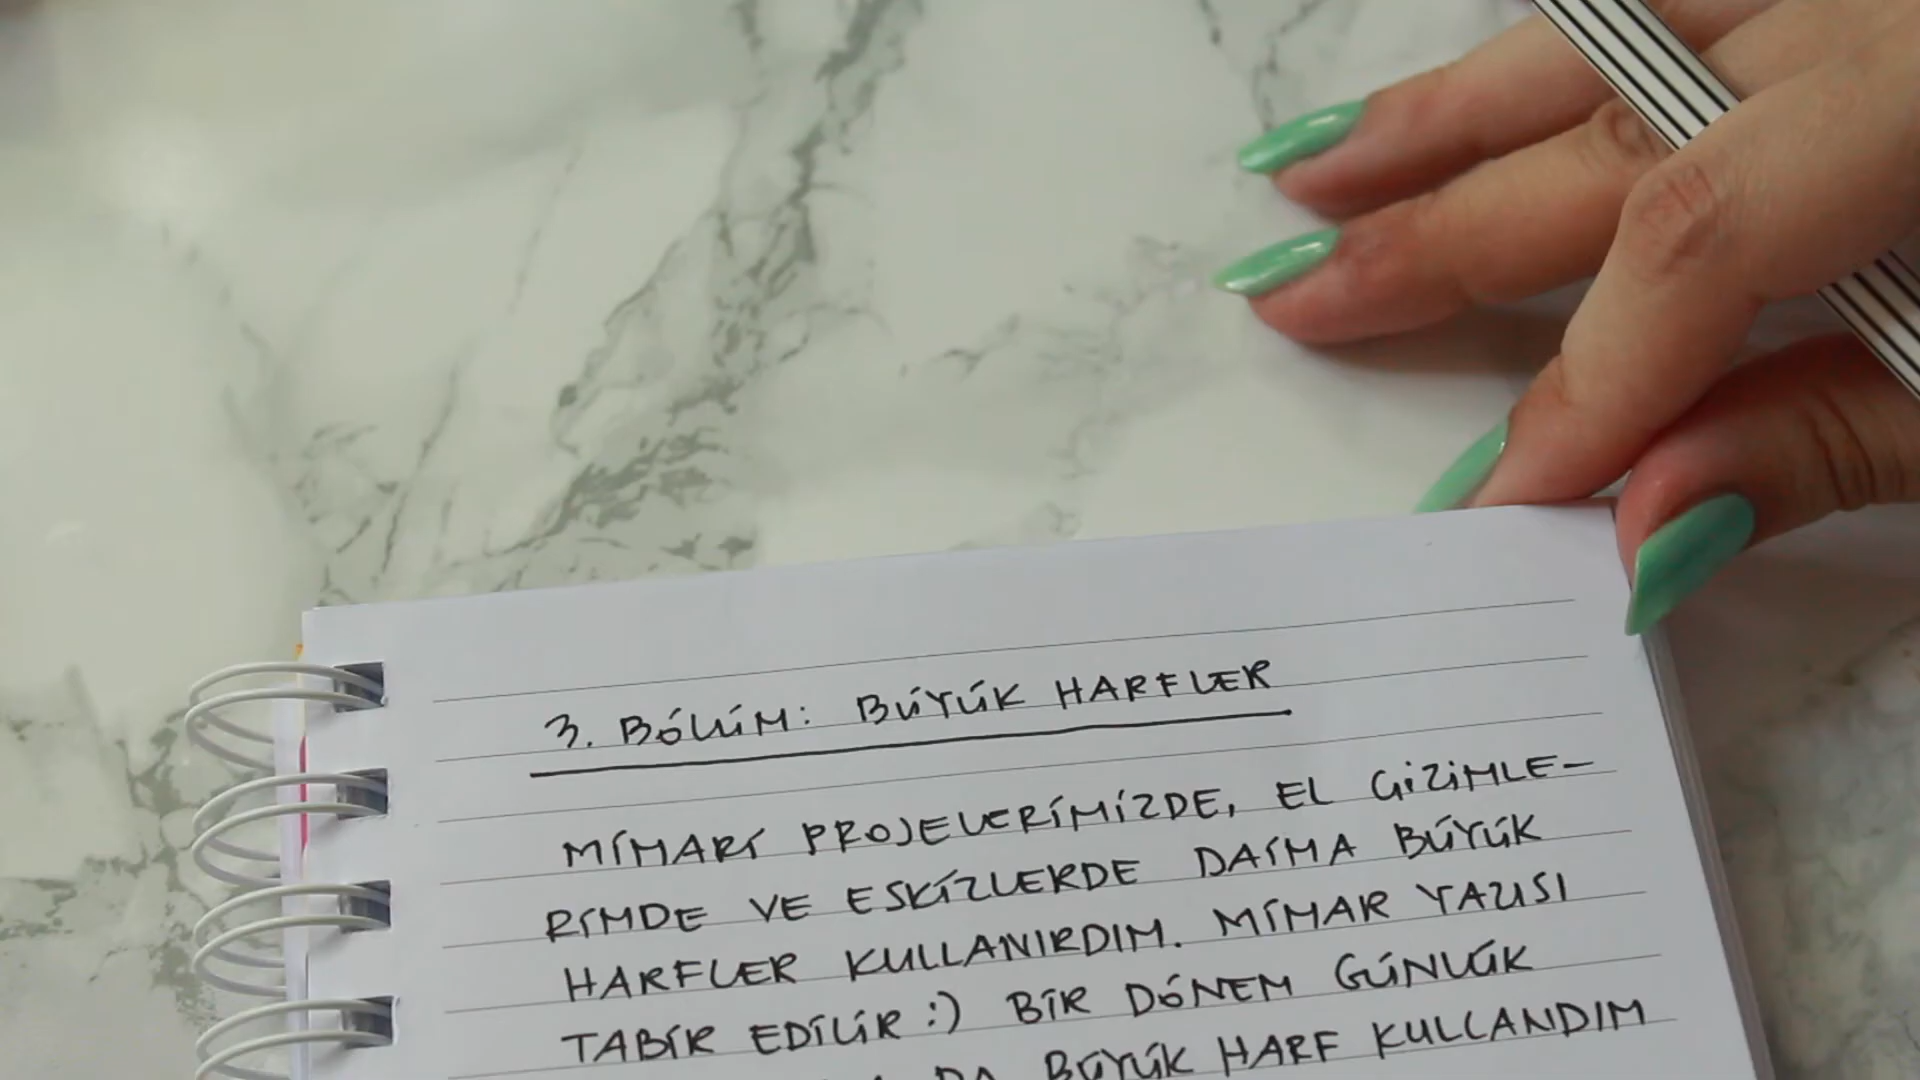 3. BÖLÜM: BÜYÜK HARFLER
MİMARİ PROJELERİMİZDE, EL ÇİZİMLE-
RİMDE VE ESKİZLERDE DAİMA BÜYÜK
HARFLER KULLANIRDIM. MİMAR YAZISI
TABİR EDİLİR :) BİR DÖNEM GÜNLÜK
DA BÜYÜK HARF KULLANDIM